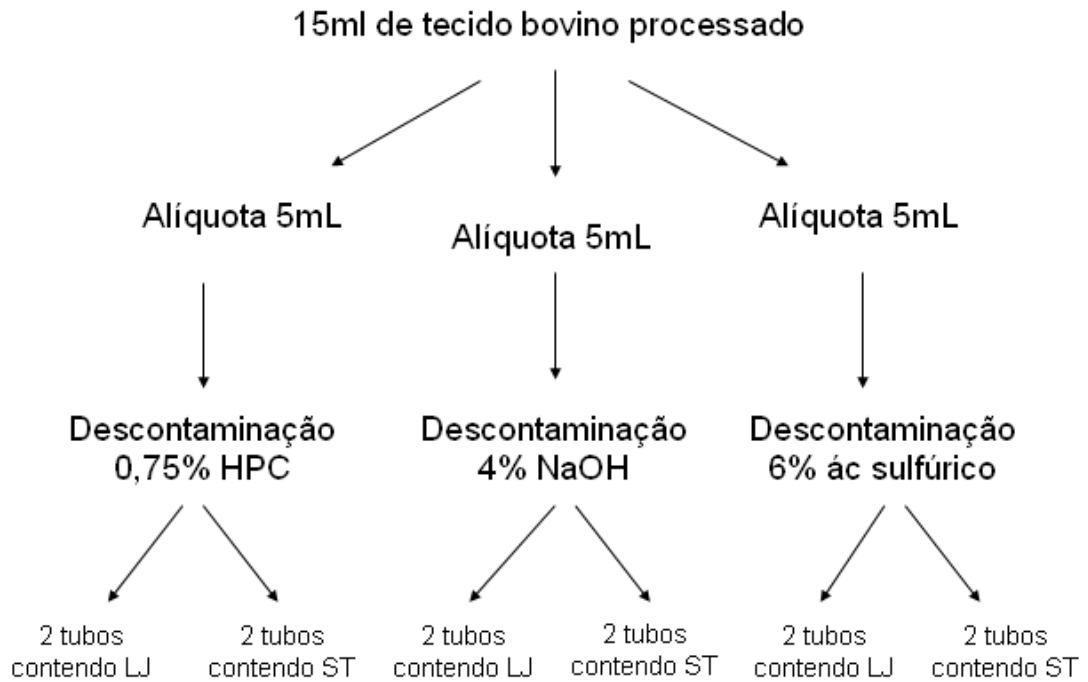 15ml de tecido bovino processado
Alíquota 5mL
Alíquota 5mL
Alíquota 5mL
Descontaminação
0,75% HPC
Descontaminação
4% NaOH
Descontaminação
6% ác sulfúrico
2 tubos
contendo LJ
2 tubos
contendo ST
2 tubos
contendo LJ
2 tubos
contendo ST
2 tubos
contendo LJ
2 tubos
contendo ST